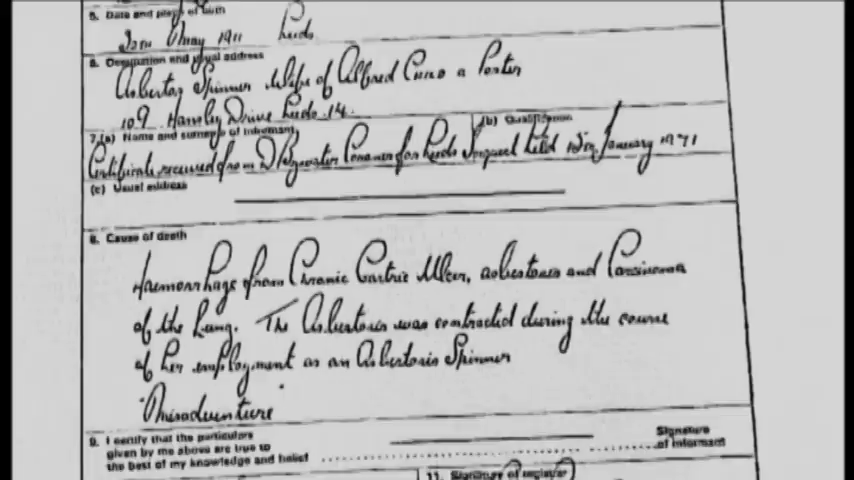 5. Date and place of birth
May 1911 Leeds
6. Occupation and usual address
Asbestos Spinner Wife of Alfred a Porter
109 Drive Leeds 14.
7.(a) Name and surname of informant (b) Qualification
Certificate received from D Coroner for Leeds Inquest held January 1971
(c) Usual address
8. Cause of death
Haemorrhage from Chronic Gastric Ulcer, asbestosis and Carcinoma
of the Lung. The Asbestosis was contracted during the course
of her employment as an Asbestosis Spinner
"Misadventure"
9. I certify that the particulars
given by me above are true to
the best of my knowledge and belief
Signature
of informant
11. Signature of registrar